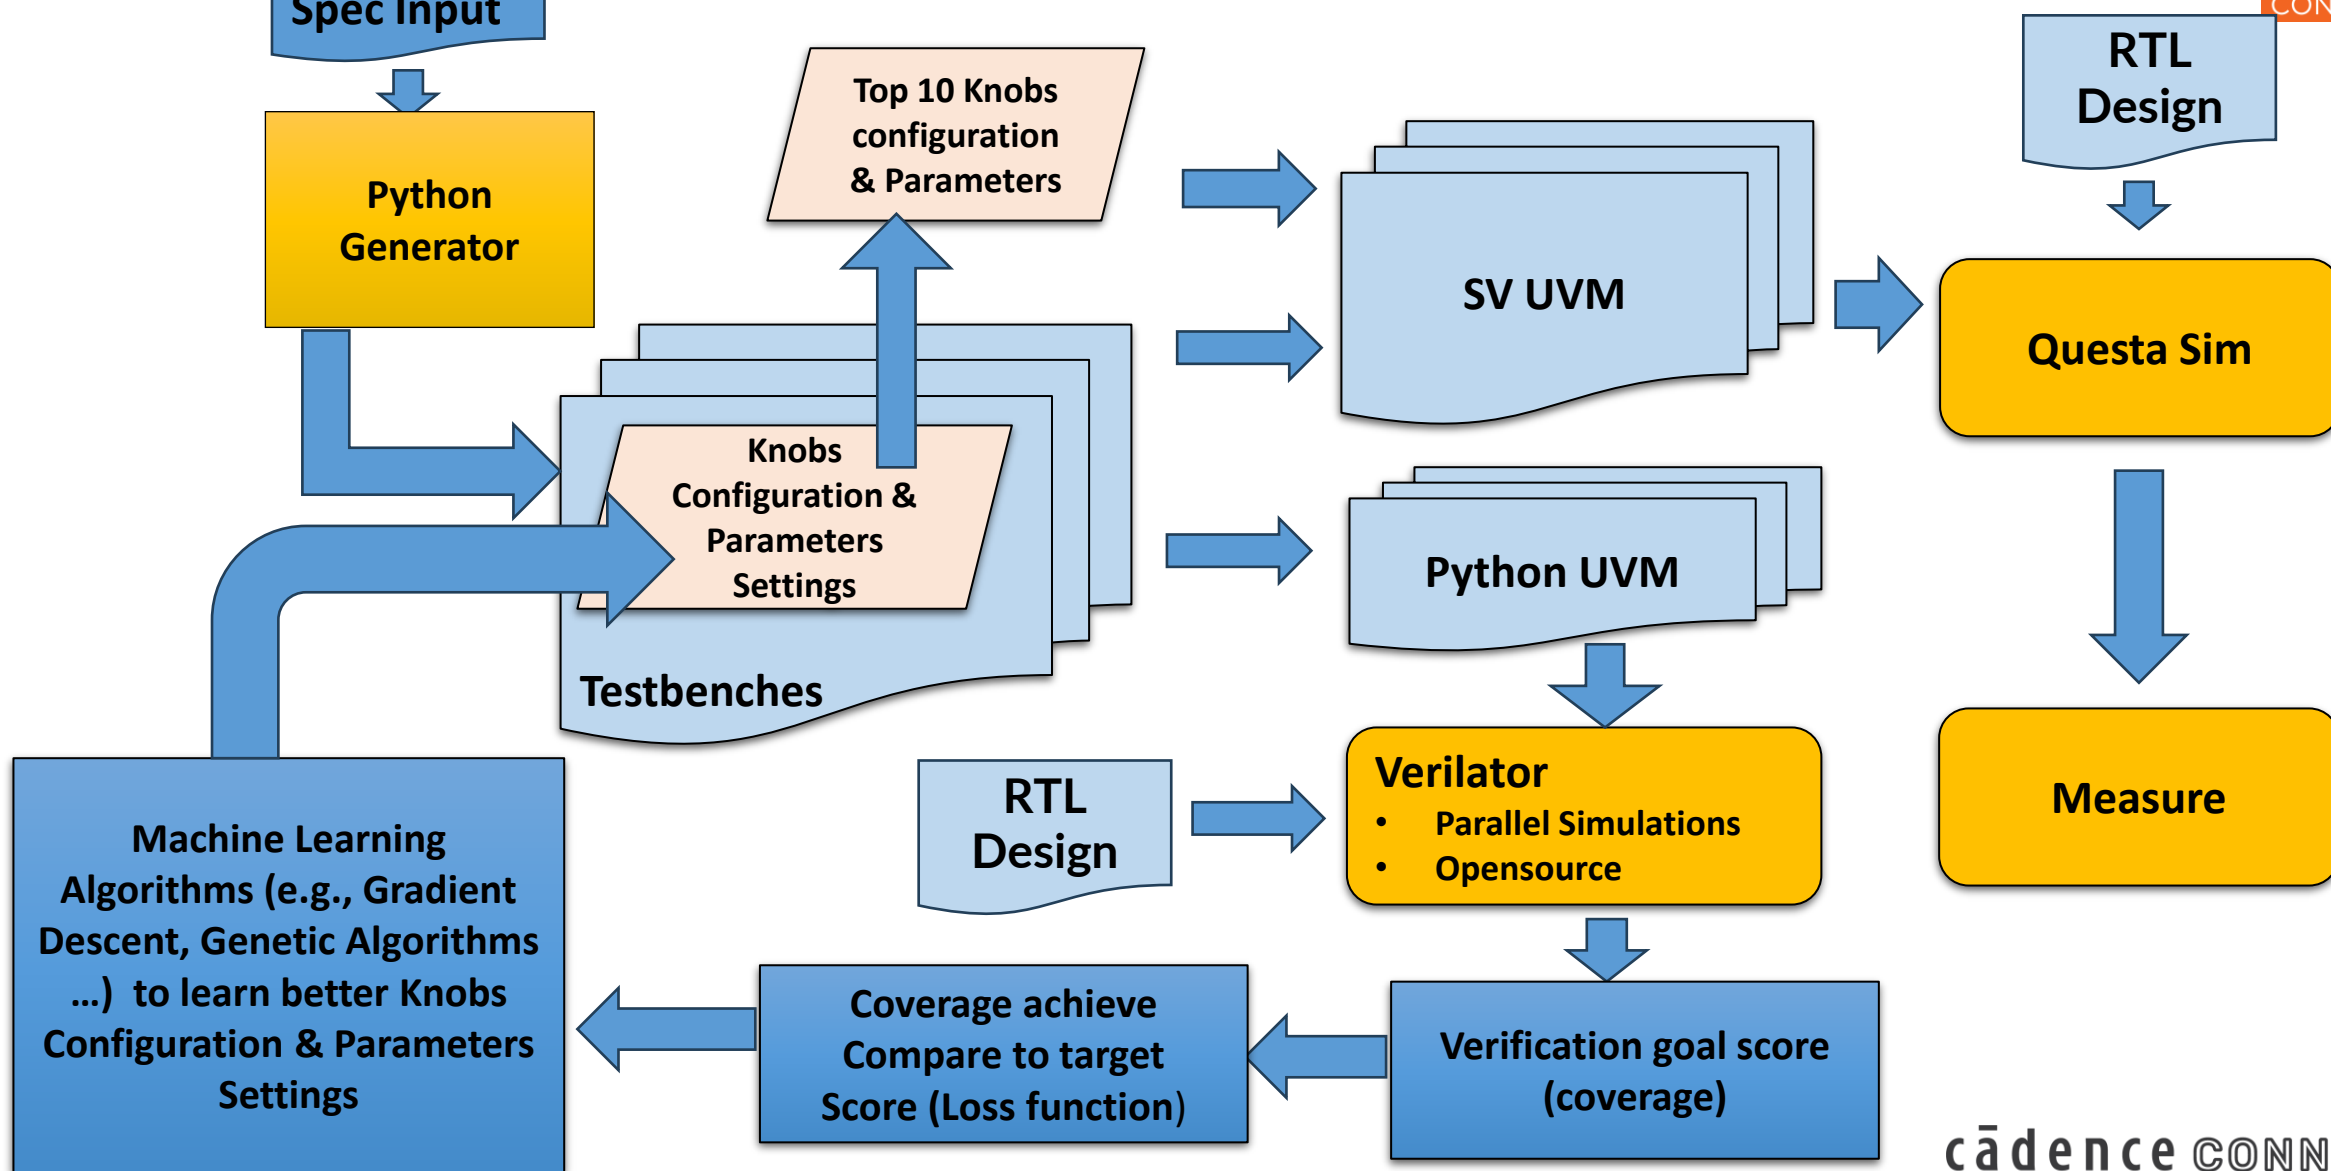 Spec Input
CON
RTL
Design
Top 10 Knobs
configuration
& Parameters
Python
Generator
SV UVM
Questa Sim
Knobs
Configuration &
Parameters
Settings
Python UVM
Testbenches
RTL
Design
Verilator
• Parallel Simulations
• Opensource
Measure
Machine Learning
Algorithms (e.g., Gradient
Descent, Genetic Algorithms
...) to learn better Knobs
Configuration & Parameters
Settings
Coverage achieve
Compare to target
Score (Loss function)
Verification goal score
(coverage)
cādence CONN